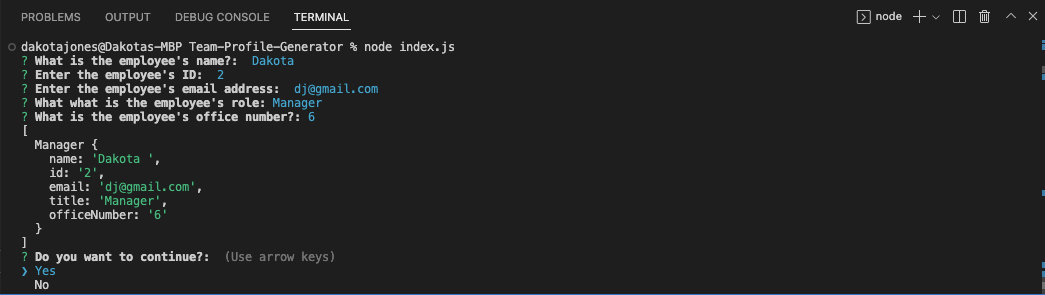 PROBLEMS OUTPUT DEBUG CONSOLE TERMINAL node
dakotajones@Dakotas-MBP Team-Profile-Generator % node index.js
? What is the employee's name?: Dakota
? Enter the employee's ID: 2
? Enter the employee's email address: dj@gmail.com
? What what is the employee's role: Manager
? What is the employee's office number?: 6
[
  Manager {
    name: 'Dakota ',
    id: '2',
    email: 'dj@gmail.com',
    title: 'Manager',
    officeNumber: '6'
  }
]
? Do you want to continue?: (Use arrow keys)
❯ Yes
  No